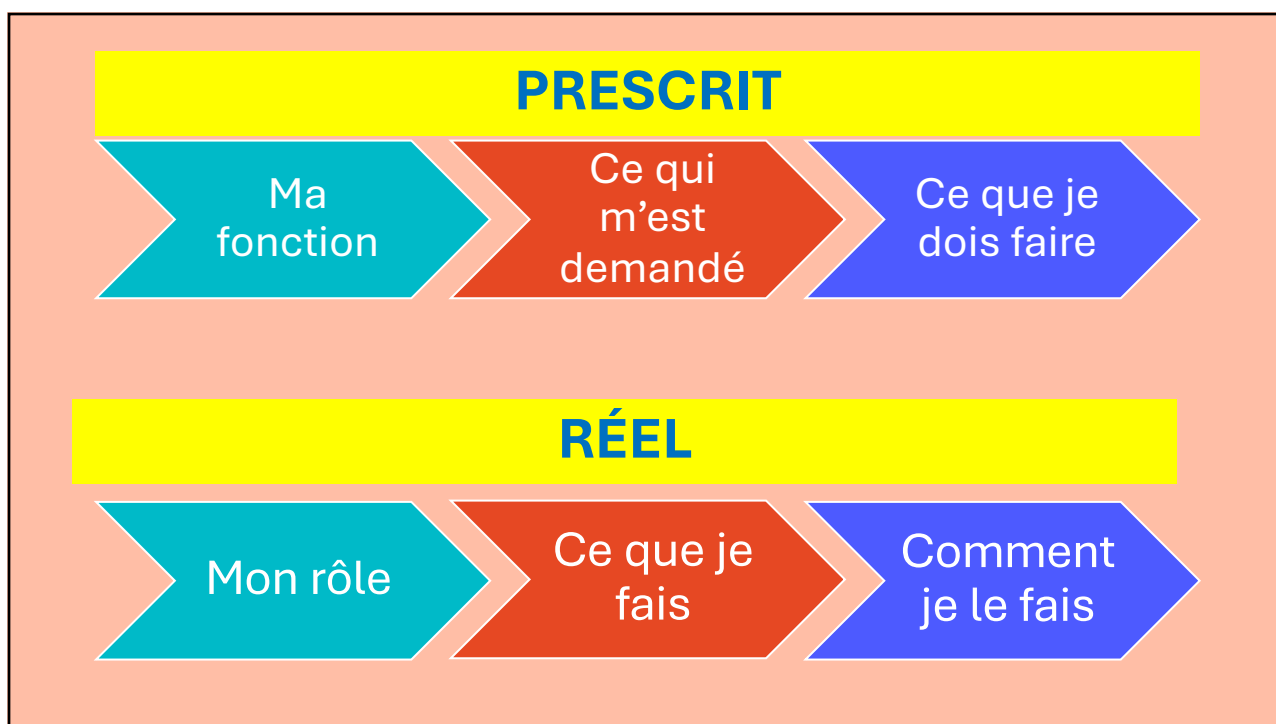 PRESCRIT
Ma
fonction
Ce qui
m’est
demandé
Ce que je
dois faire
RÉEL
Mon rôle
Ce que je
fais
Comment
je le fais